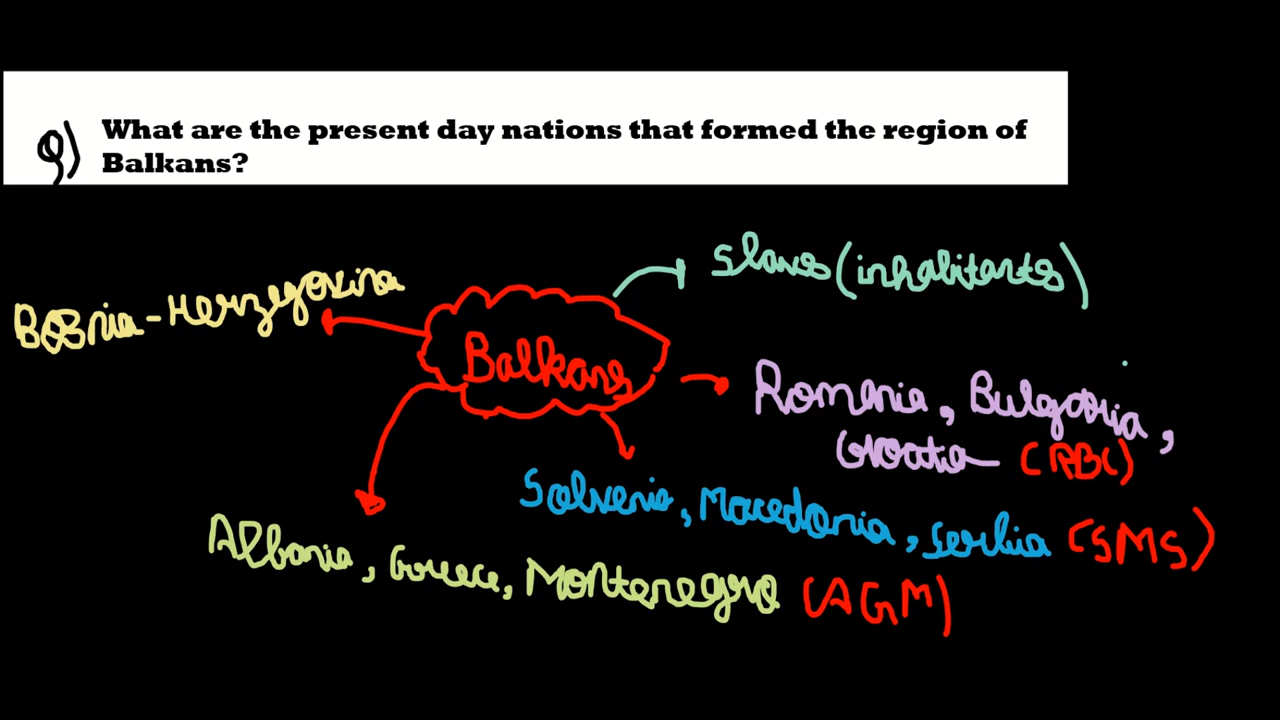 Q) What are the present day nations that formed the region of
Balkans?
Slavs (inhabitants)
Bosnia-Herzegovina
Balkans
Romania, Bulgaria,
Croatia (RBC)
Salvenia, Macedonia, Serbia (SMS)
Albania, Greece, Montenegro (AGM)